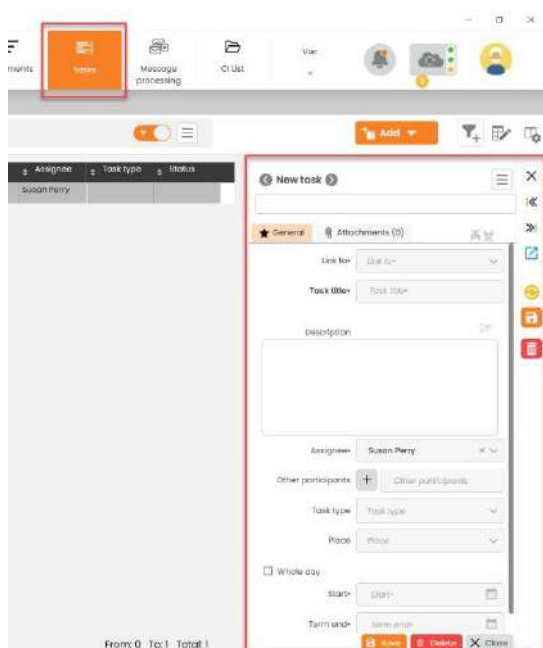 ments
Tasks
Message
processing
CI List
Více
Add
Assignee
Task type
Status
Susan Perry
New task
General
Attachments (0)
Link to*
Link to*
Task title*
Task title*
Description
Assignee*
Susan Perry
Other participants
+
Other participants
Task type
Task type
Place
Place
Whole day
Start*
Start*
Term end*
Term end*
Save
Delete
Close
From: 0 To: 1 Total: 1